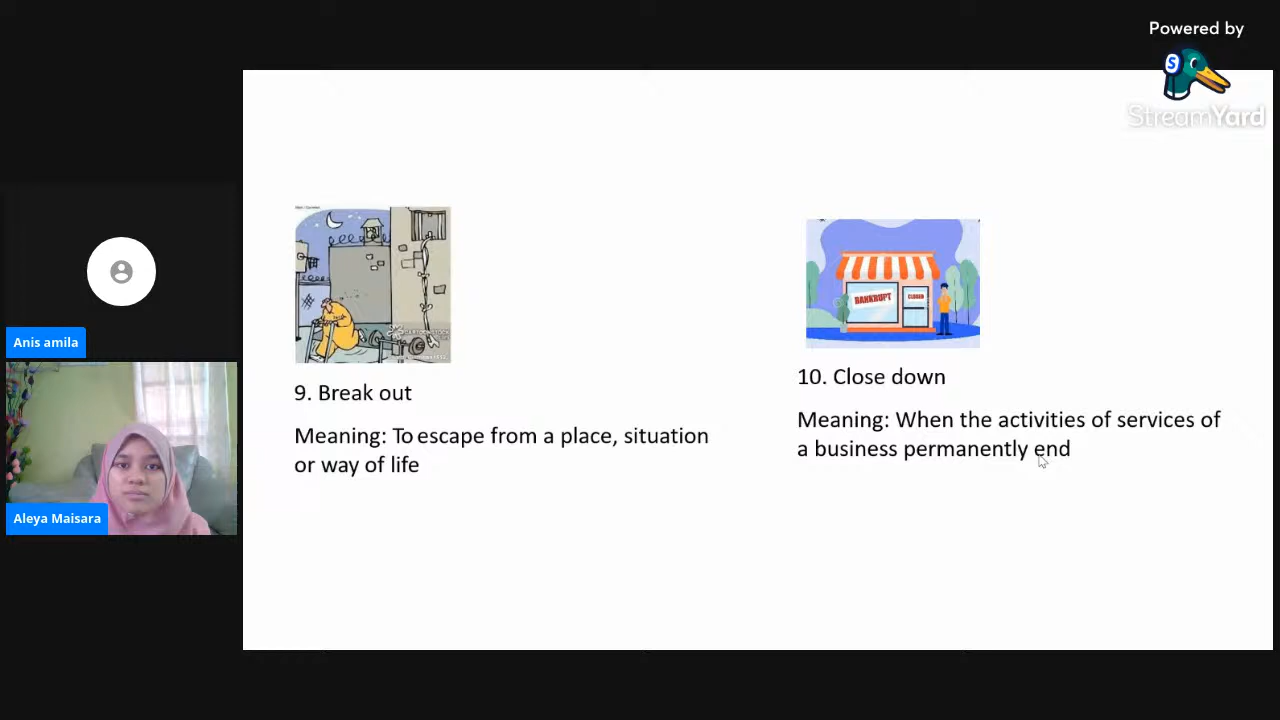 Powered by
StreamYard
BANKRUPT
CLOSED
9. Break out
Meaning: To escape from a place, situation
or way of life
10. Close down
Meaning: When the activities of services of
a business permanently end
Anis amila
Aleya Maisara